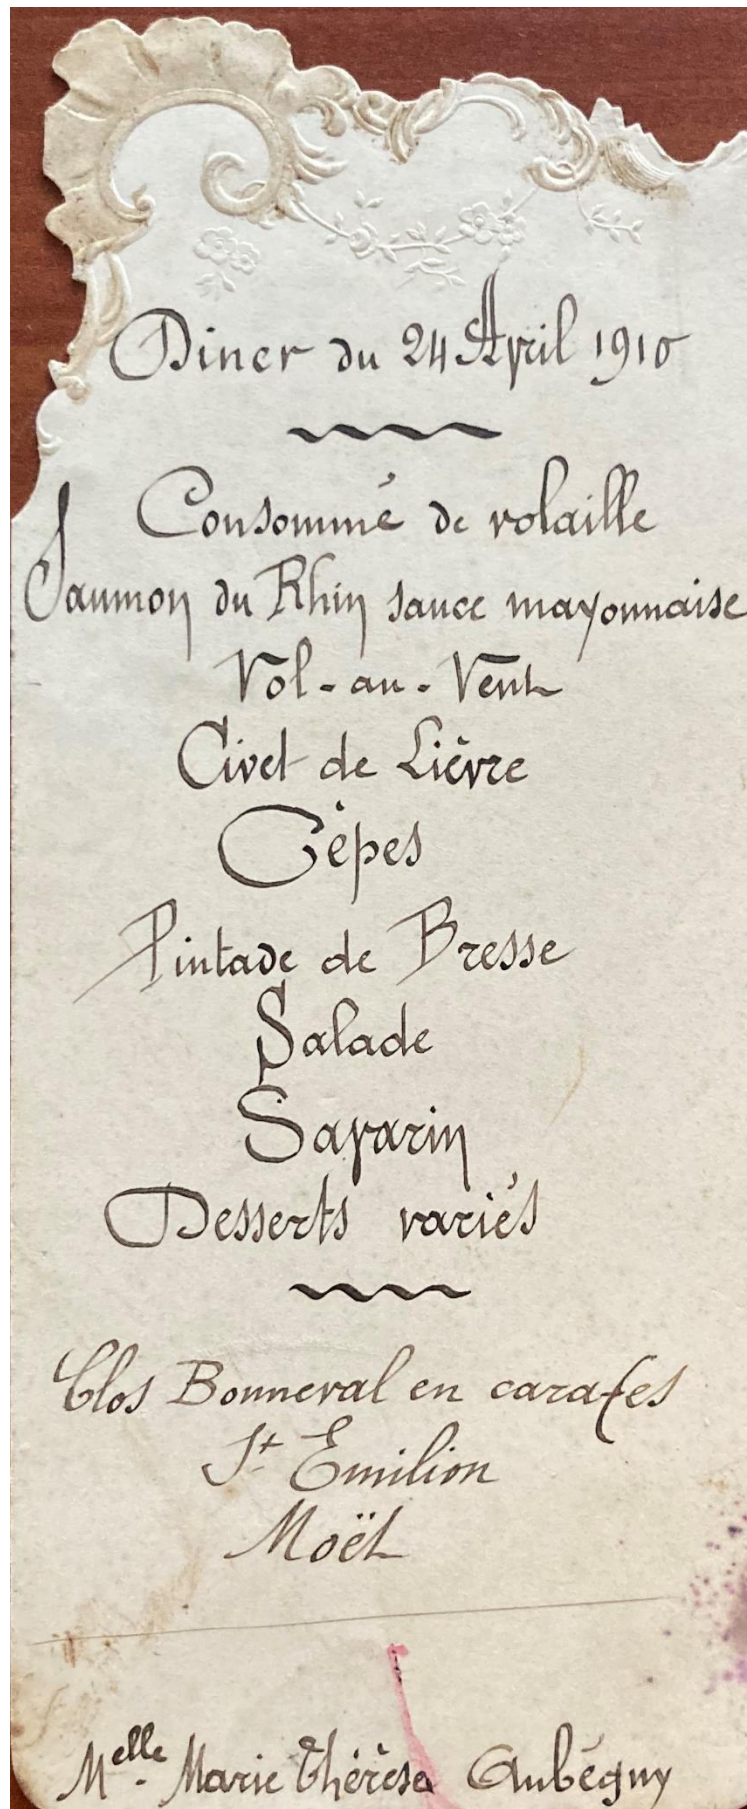 Diner du 24 Avril 1910
Consommé de volaille
Saumon du Rhin sauce mayonnaise
Vol-au-Vent
Civet de Lièvre
Cèpes
Pintade de Bresse
Salade
Savarin
Desserts variés
Clos Bonneval en carafes
St Emilion
Moët
Melle Marie Thérèse Aubégny